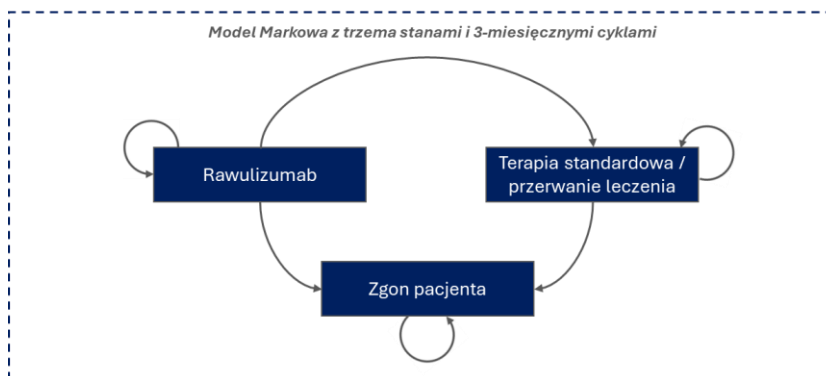 Model Markowa z trzema stanami i 3-miesięcznymi cyklami
Rawulizumab
Terapia standardowa /
przerwanie leczenia
Zgon pacjenta